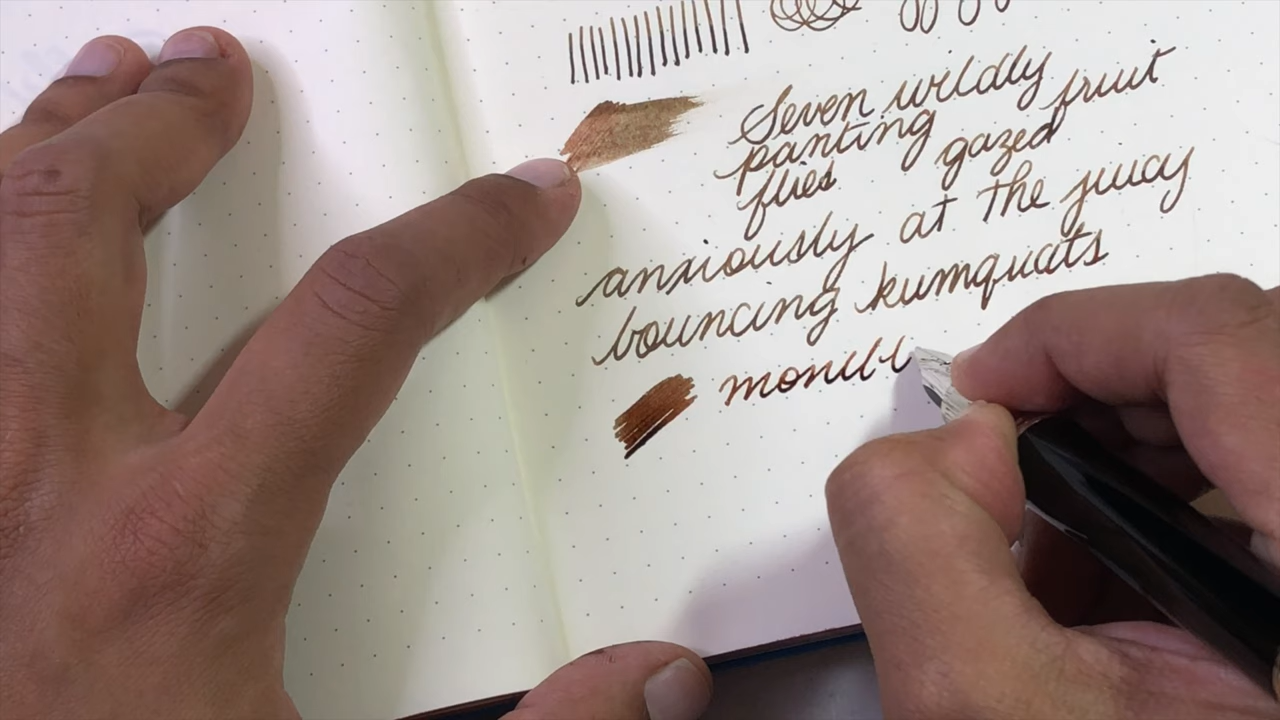 Seven wildly
panting fruit
flies gazed
anxiously at the juicy
bouncing kumquats